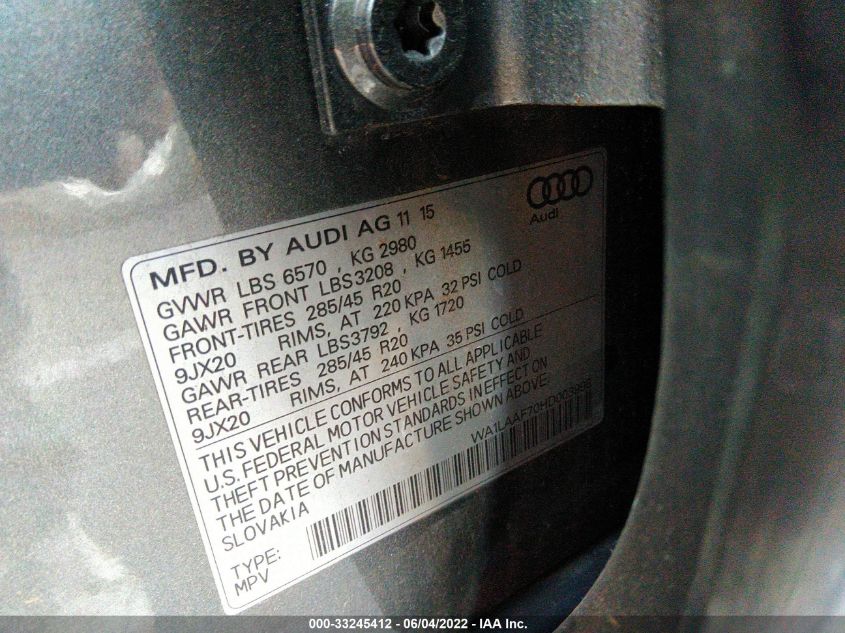 Audi
MFD. BY AUDI AG 11 15
GVWR LBS 6570 , KG 2980
GAWR FRONT LBS3208 , KG 1455
FRONT-TIRES 285/45 R20
9JX20 RIMS, AT 220 KPA 32 PSI COLD
GAWR REAR LBS3792 , KG 1720
REAR-TIRES 285/45 R20
9JX20 RIMS, AT 240 KPA 35 PSI COLD
THIS VEHICLE CONFORMS TO ALL APPLICABLE
U.S. FEDERAL MOTOR VEHICLE SAFETY AND
THEFT PREVENTION STANDARDS IN EFFECT ON
THE DATE OF MANUFACTURE SHOWN ABOVE.
SLOVAKIA
TYPE:
MPV
000-33245412 - 06/04/2022 - IAA Inc.